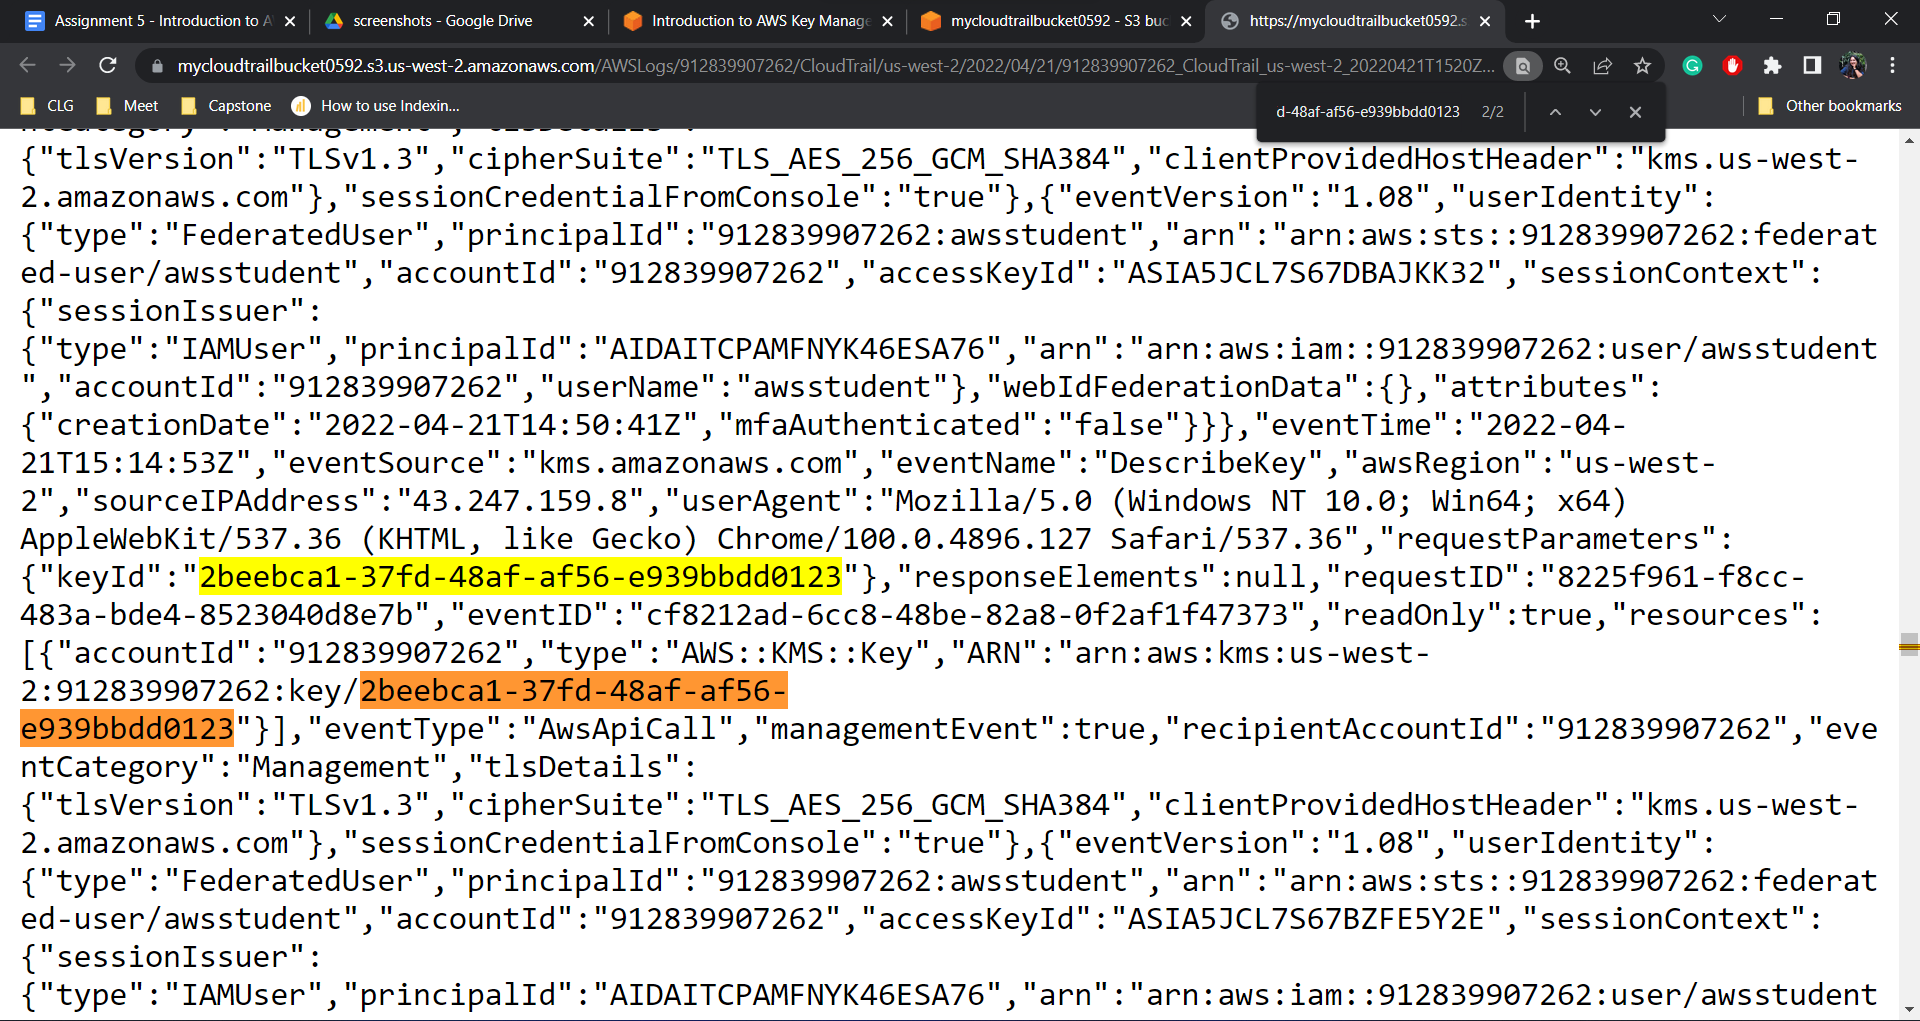 Assignment 5 - Introduction to A
screenshots - Google Drive
Introduction to AWS Key Manage
mycloudtrailbucket0592 - S3 buc
https://mycloudtrailbucket0592.s
mycloudtrailbucket0592.s3.us-west-2.amazonaws.com/AWSLogs/912839907262/CloudTrail/us-west-2/2022/04/21/912839907262_CloudTrail_us-west-2_20220421T1520Z...
CLG
Meet
Capstone
How to use Indexin...
d-48af-af56-e939bbdd0123 2/2
Other bookmarks
ntCategory":"Management","tlsDetails":
{"tlsVersion":"TLSv1.3","cipherSuite":"TLS_AES_256_GCM_SHA384","clientProvidedHostHeader":"kms.us-west-
2.amazonaws.com"},"sessionCredentialFromConsole":"true"},{"eventVersion":"1.08","userIdentity":
{"type":"FederatedUser","principalId":"912839907262:awsstudent","arn":"arn:aws:sts::912839907262:federat
ed-user/awsstudent","accountId":"912839907262","accessKeyId":"ASIA5JCL7S67DBAJKK32","sessionContext":
{"sessionIssuer":
{"type":"IAMUser","principalId":"AIDAITCPAMFNYK46ESA76","arn":"arn:aws:iam::912839907262:user/awsstudent
","accountId":"912839907262","userName":"awsstudent"},"webIdFederationData":{},"attributes":
{"creationDate":"2022-04-21T14:50:41Z","mfaAuthenticated":"false"}}},"eventTime":"2022-04-
21T15:14:53Z","eventSource":"kms.amazonaws.com","eventName":"DescribeKey","awsRegion":"us-west-
2","sourceIPAddress":"43.247.159.8","userAgent":"Mozilla/5.0 (Windows NT 10.0; Win64; x64)
AppleWebKit/537.36 (KHTML, like Gecko) Chrome/100.0.4896.127 Safari/537.36","requestParameters":
{"keyId":"2beebca1-37fd-48af-af56-e939bbdd0123"},"responseElements":null,"requestID":"8225f961-f8cc-
483a-bde4-8523040d8e7b","eventID":"cf8212ad-6cc8-48be-82a8-0f2af1f47373","readOnly":true,"resources":
[{"accountId":"912839907262","type":"AWS::KMS::Key","ARN":"arn:aws:kms:us-west-
2:912839907262:key/2beebca1-37fd-48af-af56-
e939bbdd0123"}],"eventType":"AwsApiCall","managementEvent":true,"recipientAccountId":"912839907262","eve
ntCategory":"Management","tlsDetails":
{"tlsVersion":"TLSv1.3","cipherSuite":"TLS_AES_256_GCM_SHA384","clientProvidedHostHeader":"kms.us-west-
2.amazonaws.com"},"sessionCredentialFromConsole":"true"},{"eventVersion":"1.08","userIdentity":
{"type":"FederatedUser","principalId":"912839907262:awsstudent","arn":"arn:aws:sts::912839907262:federat
ed-user/awsstudent","accountId":"912839907262","accessKeyId":"ASIA5JCL7S67BZFE5Y2E","sessionContext":
{"sessionIssuer":
{"type":"IAMUser","principalId":"AIDAITCPAMFNYK46ESA76","arn":"arn:aws:iam::912839907262:user/awsstudent